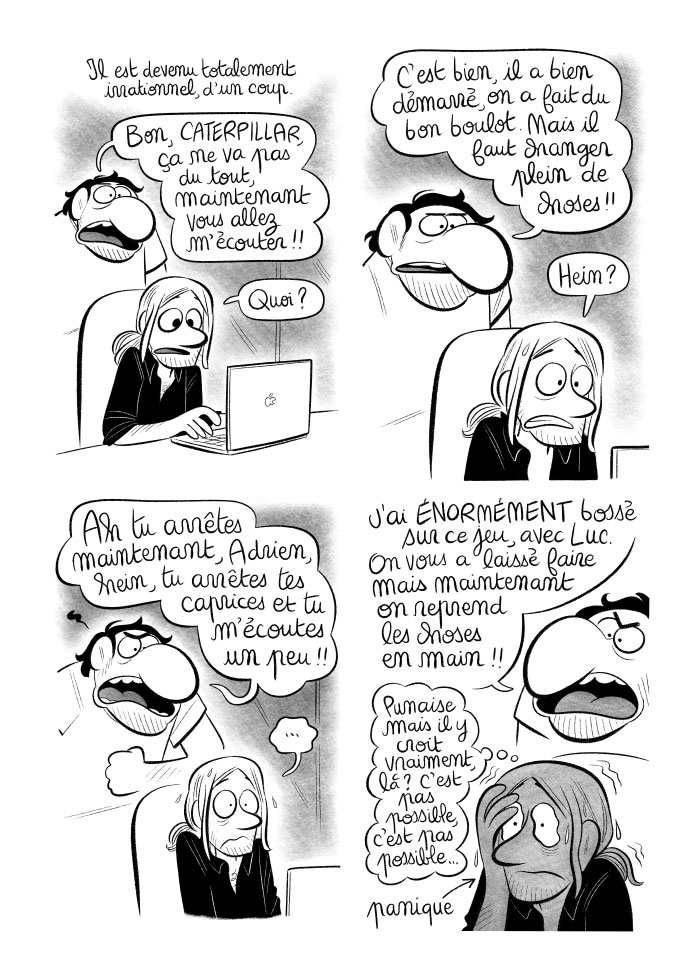 Il est devenu totalement
irrationnel, d'un coup.
Bon, CATERPILLAR,
ça ne va pas
du tout,
maintenant
vous allez
m'écouter !!
Quoi ?
C'est bien, il a bien
démarré, on a fait du
bon boulot. Mais il
faut changer
plein de
choses !!
Hein ?
Ah tu arrêtes
maintenant, Adrien,
hein, tu arrêtes tes
caprices et tu
m'écoutes
un peu !!
...
J'ai ÉNORMÉMENT bossé
sur ce jeu, avec Luc.
On vous a laissé faire
mais maintenant
on reprend
les choses
en main !!
Punaise
mais il y
croit
vraiment,
là ? C'est
pas
possible,
c'est pas
possible...
panique